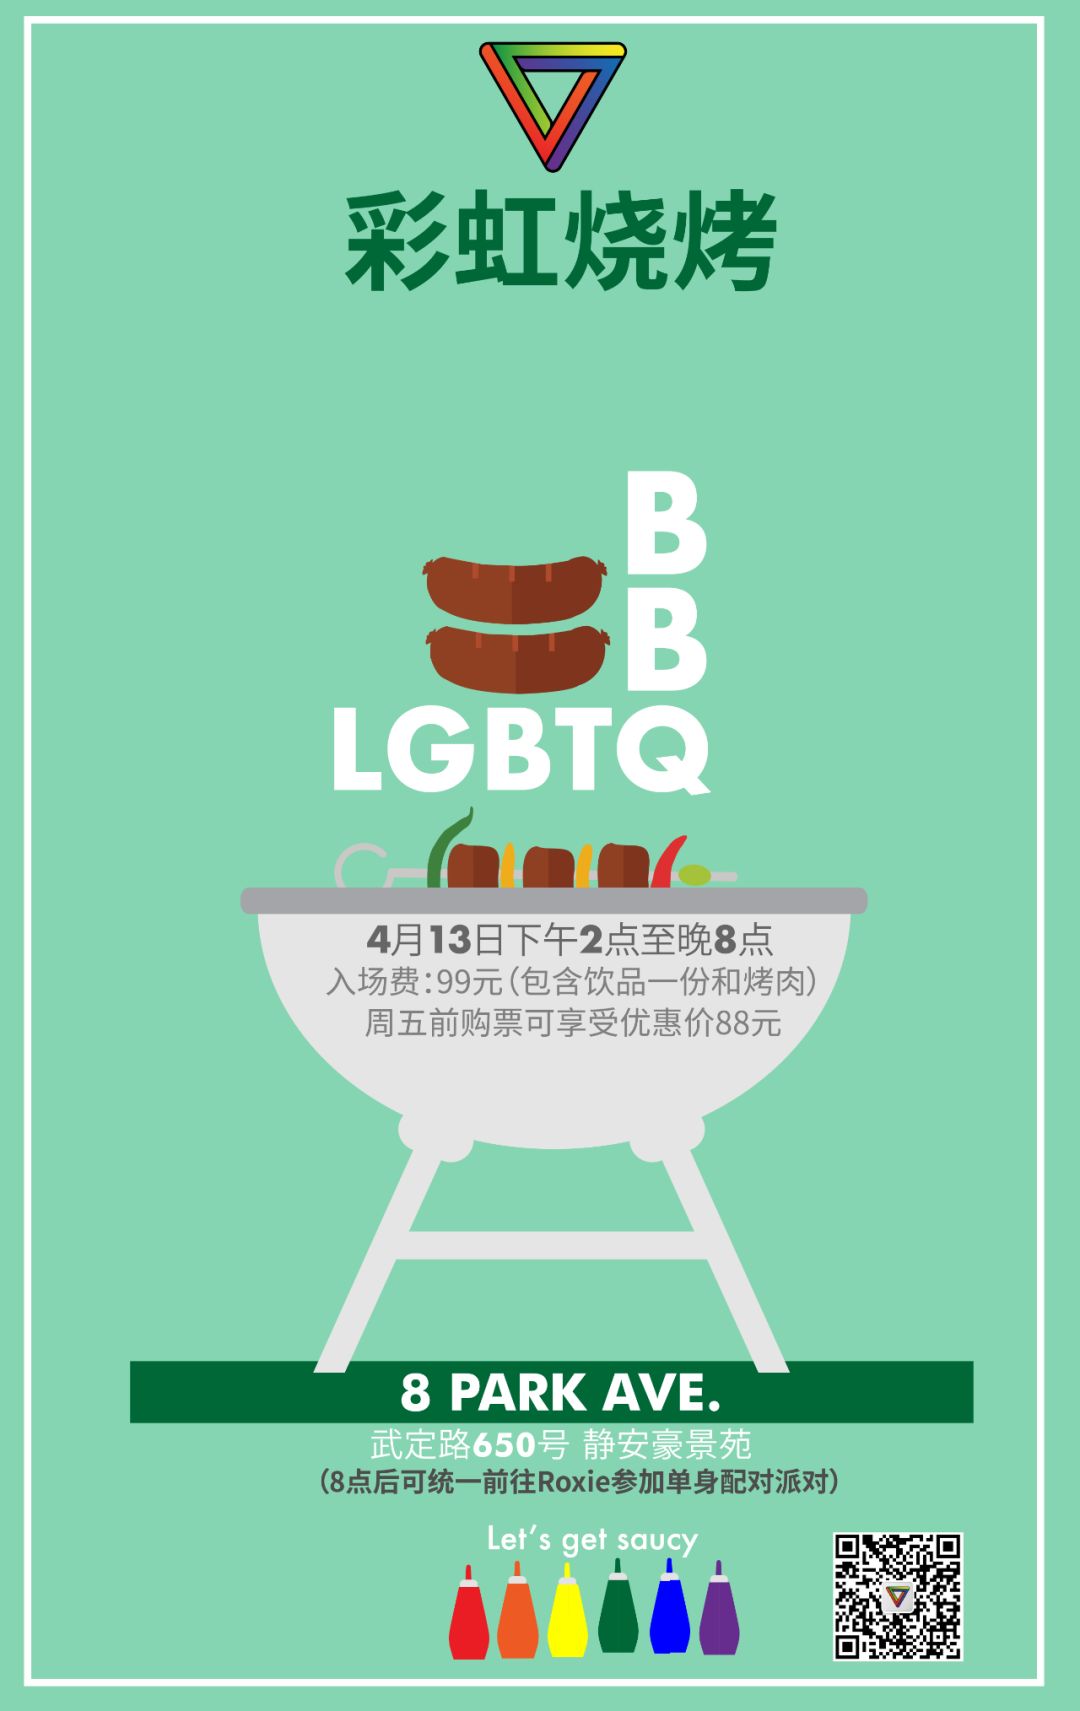 彩虹烧烤
B
B
LGBTQ
4月13日下午2点至晚8点
入场费：99元（包含饮品一份和烤肉）
周五前购票可享受优惠价88元
8 PARK AVE.
武定路650号 静安豪景苑
（8点后可统一前往Roxie参加单身配对派对）
Let's get saucy